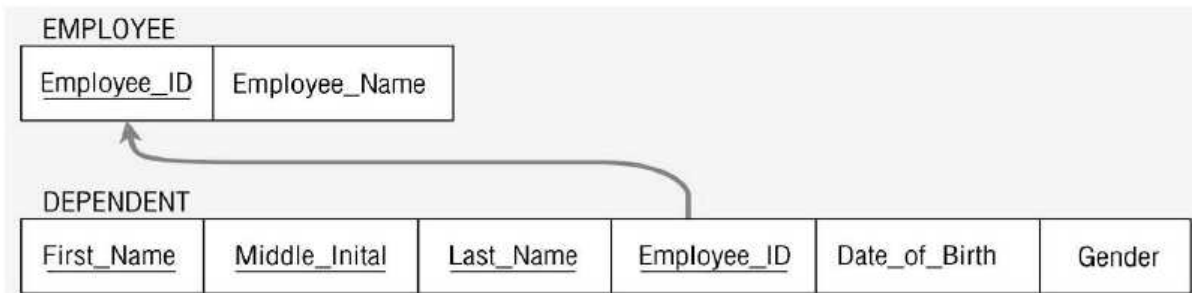 EMPLOYEE
Employee_ID Employee_Name
DEPENDENT
First_Name Middle_Inital Last_Name Employee_ID Date_of_Birth Gender